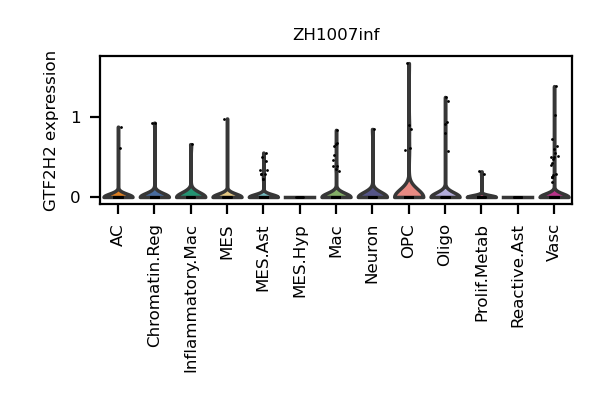 ZH1007inf
GTF2H2 expression
1
0
AC
Chromatin.Reg
Inflammatory.Mac
MES
MES.Ast
MES.Hyp
Mac
Neuron
OPC
Oligo
Prolif.Metab
Reactive.Ast
Vasc